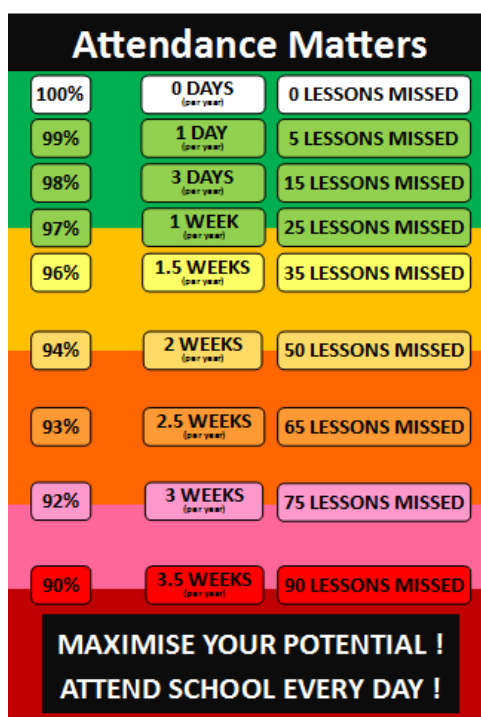 Attendance Matters
100% 0 DAYS 0 LESSONS MISSED
(per year)
99% 1 DAY 5 LESSONS MISSED
(per year)
98% 3 DAYS 15 LESSONS MISSED
(per year)
97% 1 WEEK 25 LESSONS MISSED
(per year)
96% 1.5 WEEKS 35 LESSONS MISSED
(per year)
94% 2 WEEKS 50 LESSONS MISSED
(per year)
93% 2.5 WEEKS 65 LESSONS MISSED
(per year)
92% 3 WEEKS 75 LESSONS MISSED
(per year)
90% 3.5 WEEKS 90 LESSONS MISSED
(per year)
MAXIMISE YOUR POTENTIAL !
ATTEND SCHOOL EVERY DAY !